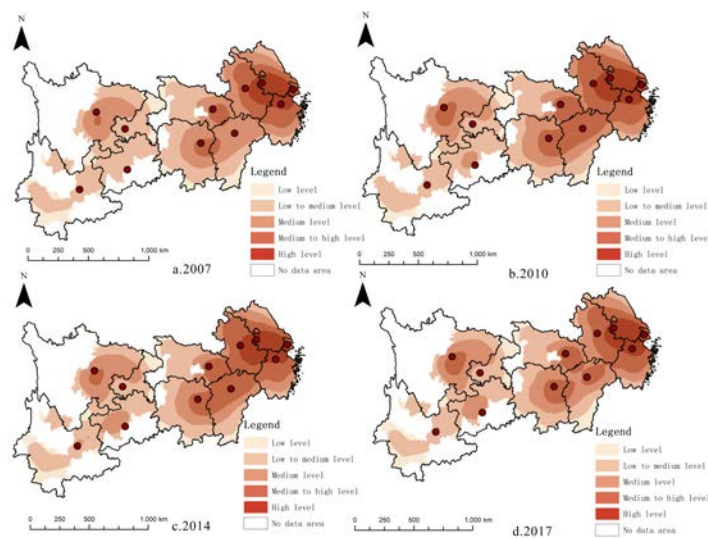 N
Legend
Low level
Low to medium level
Medium level
Medium to high level
High level
No data area
0 250 500 1,000 km
a.2007
N
Legend
Low level
Low to medium level
Medium level
Medium to high level
High level
No data area
0 250 500 1,000 km
b.2010
N
Legend
Low level
Low to medium level
Medium level
Medium to high level
High level
No data area
0 250 500 1,000 km
c.2014
N
Legend
Low level
Low to medium level
Medium level
Medium to high level
High level
No data area
0 250 500 1,000 km
d.2017